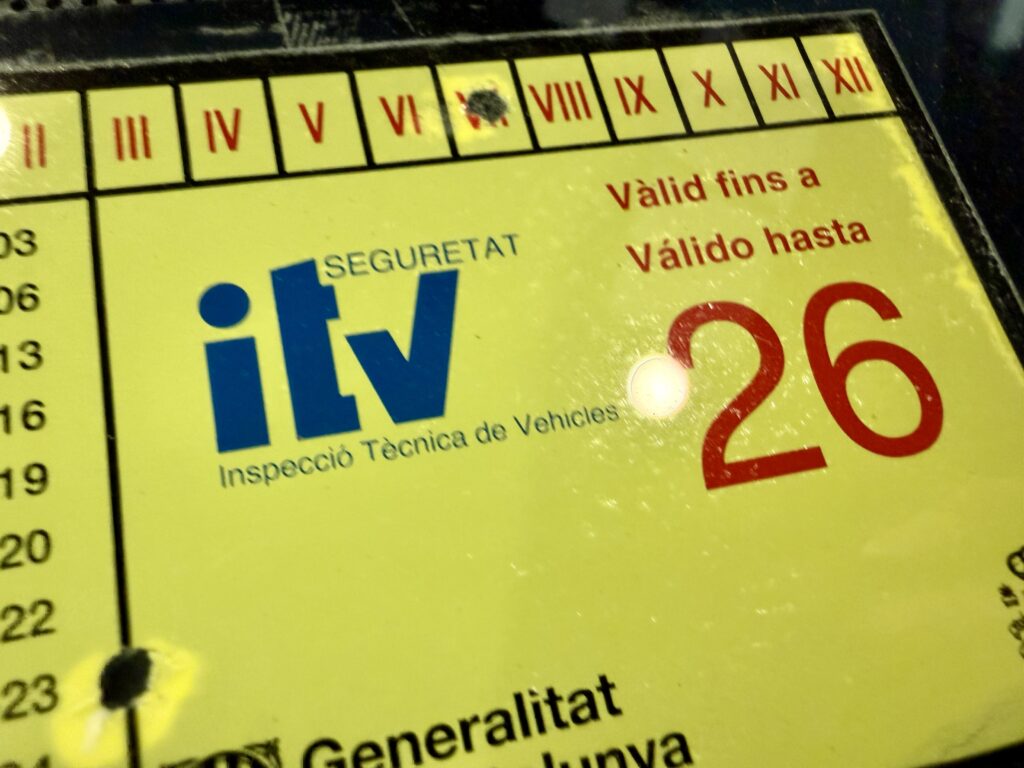 II III IV V VI VIII IX X XI XII
Vàlid fins a
Válido hasta
26
SEGURETAT
itv
Inspecció Tècnica de Vehicles
03
06
13
16
19
20
22
23
Generalitat